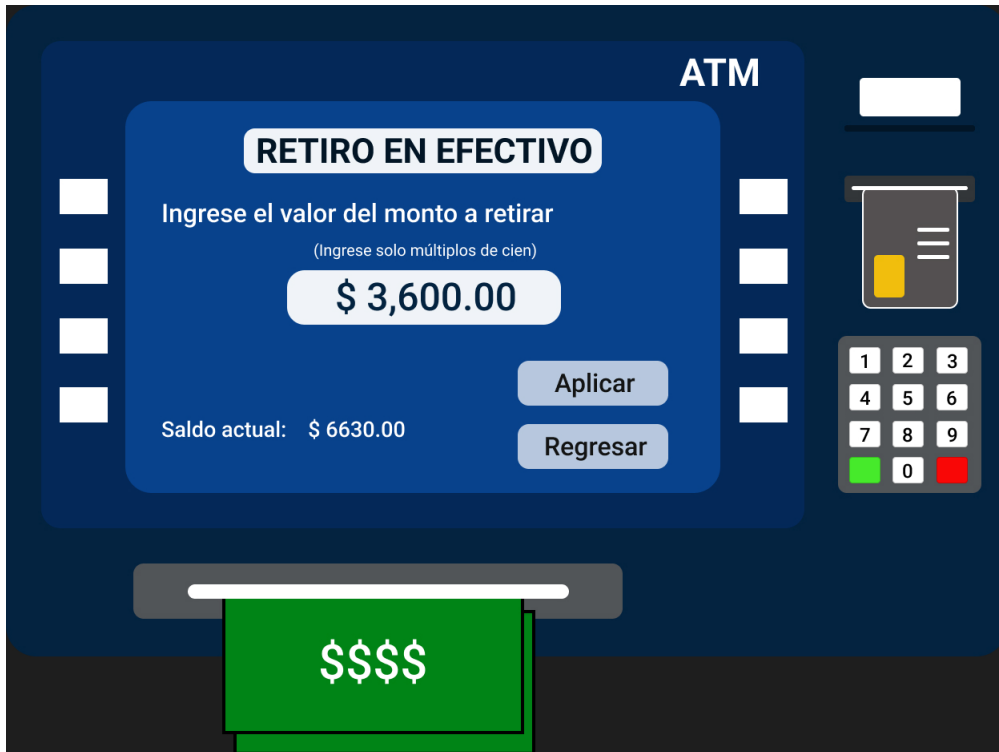 ATM
RETIRO EN EFECTIVO
Ingrese el valor del monto a retirar
(Ingrese solo múltiplos de cien)
$ 3,600.00
Aplicar
Saldo actual: $ 6630.00
Regresar
1 2 3
4 5 6
7 8 9
0
$$$$